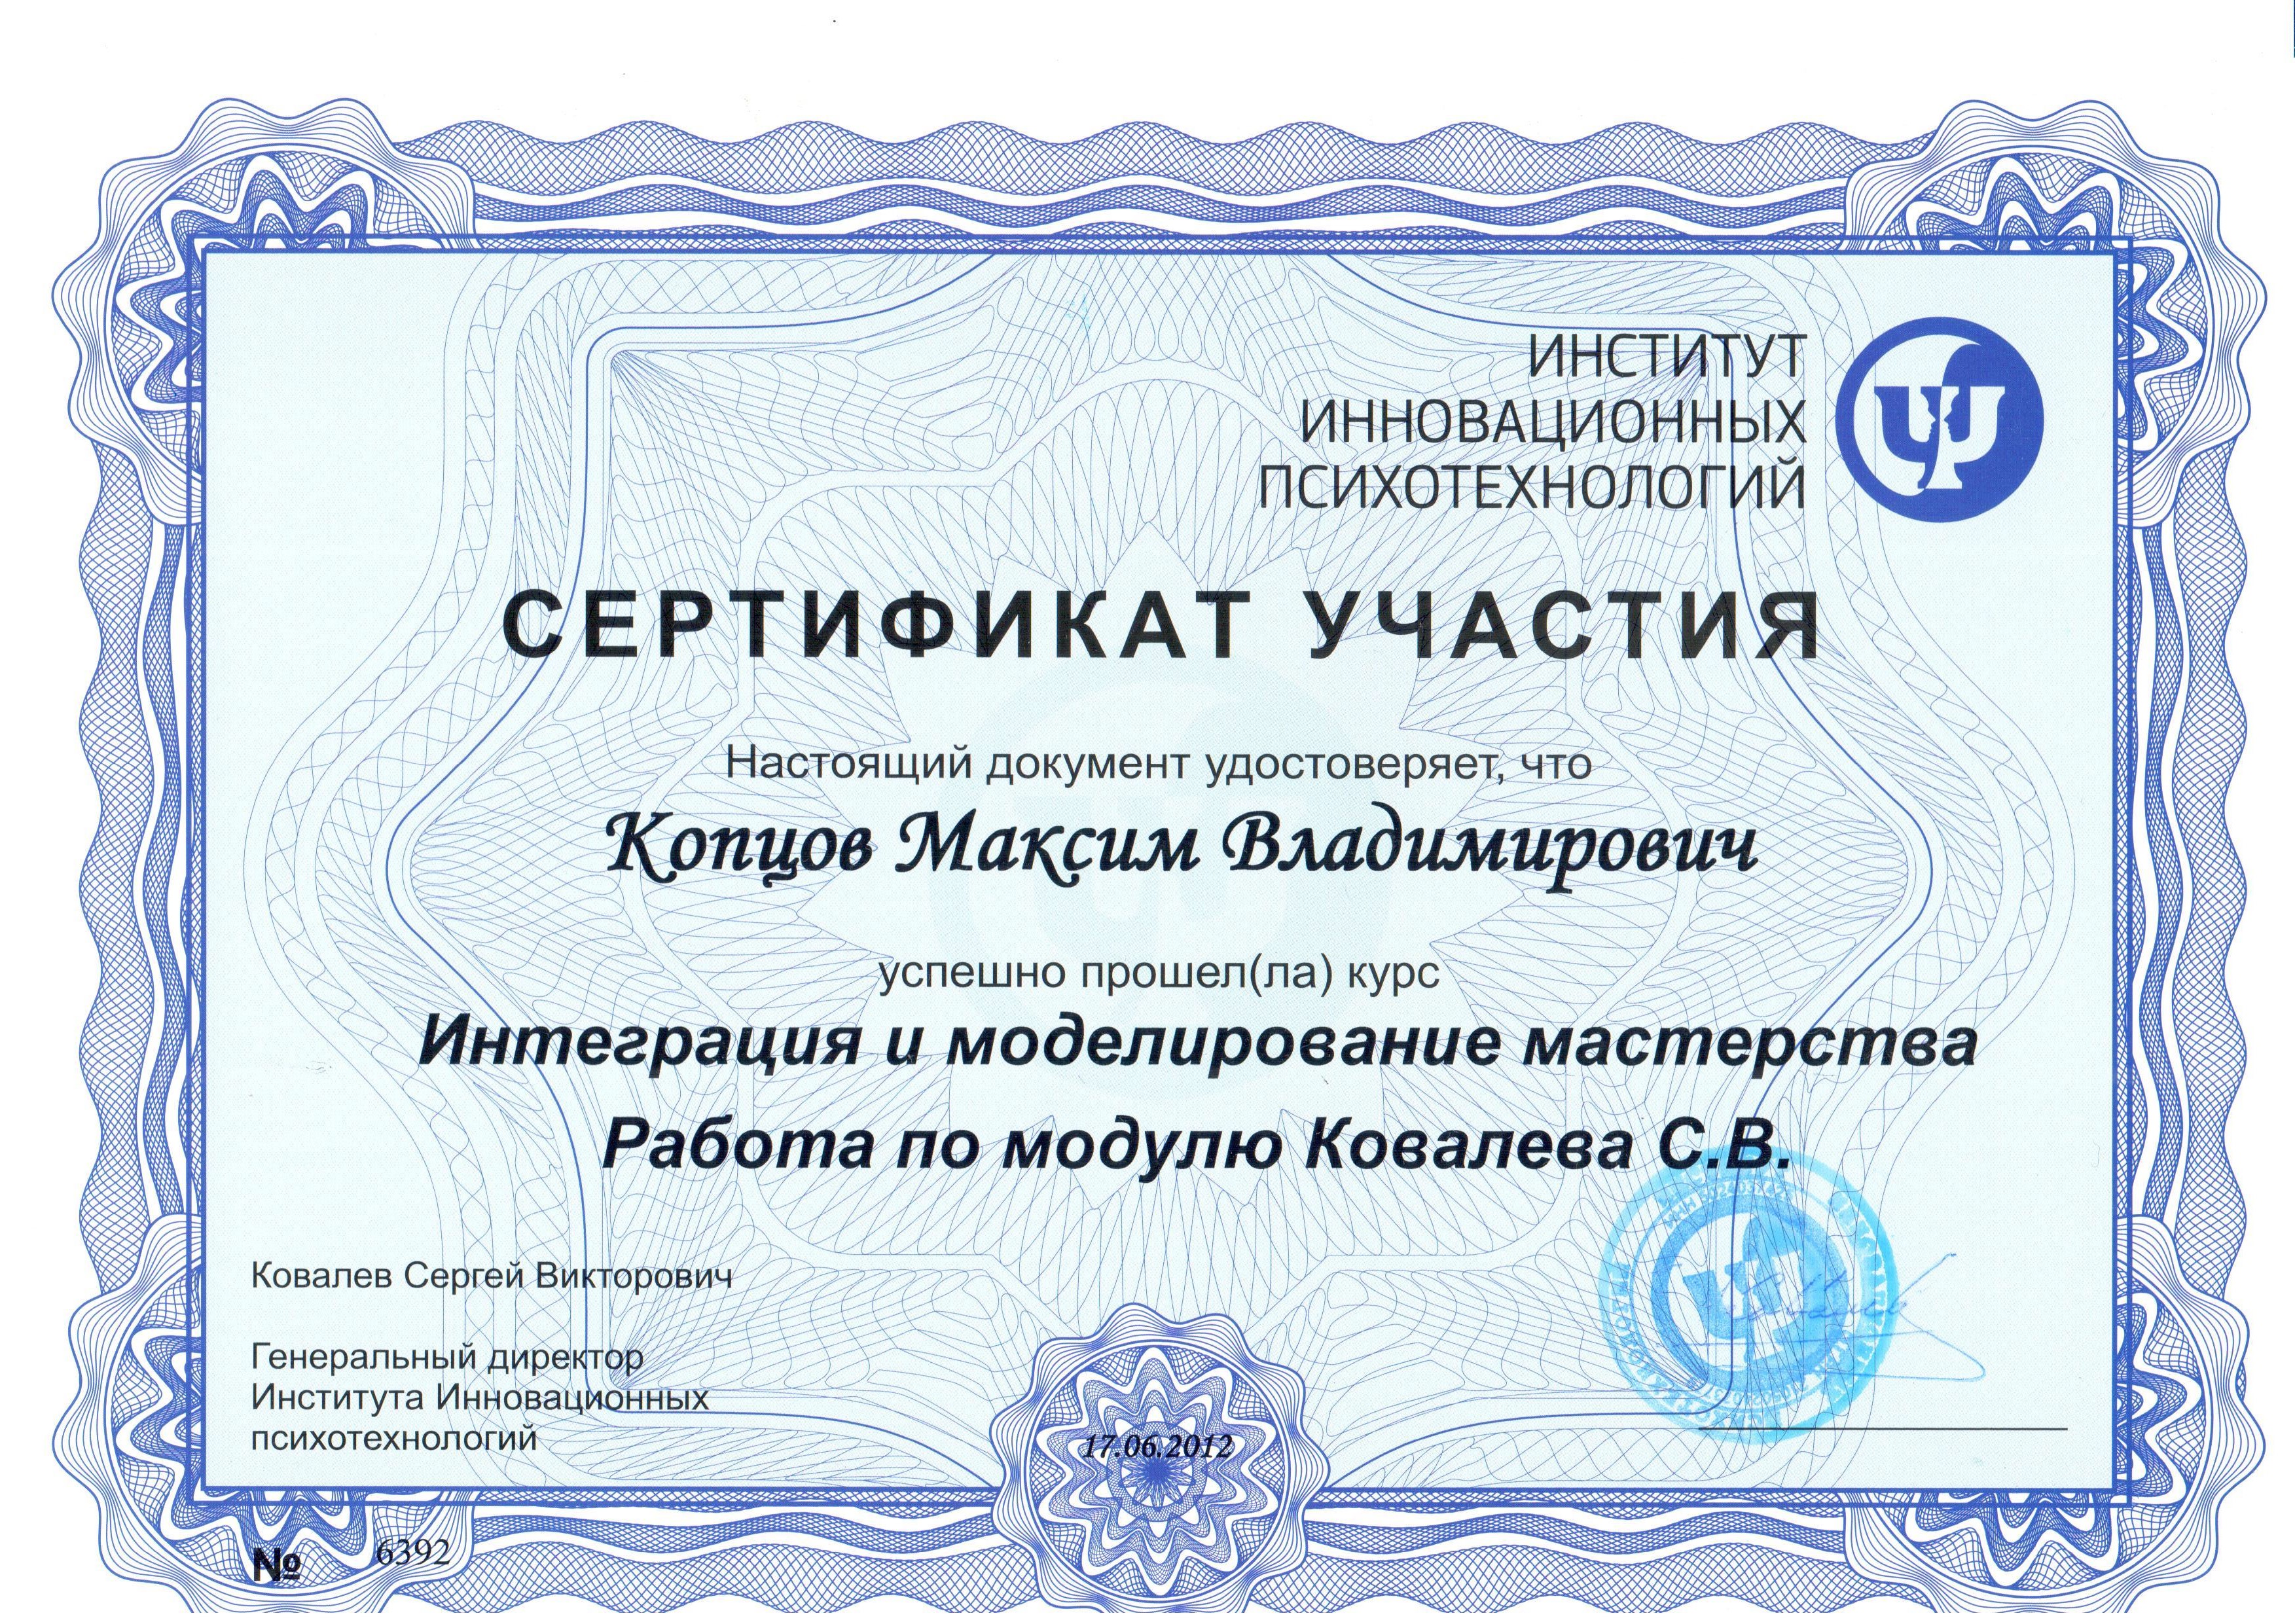 ИНСТИТУТ
ИННОВАЦИОННЫХ
ПСИХОТЕХНОЛОГИЙ
СЕРТИФИКАТ УЧАСТИЯ
Настоящий документ удостоверяет, что
Копцов Максим Владимирович
успешно прошел(ла) курс
Интеграция и моделирование мастерства
Работа по модулю Ковалева С.В.
Ковалев Сергей Викторович
Генеральный директор
Института Инновационных
психотехнологий
17.06.2012
№ 6392